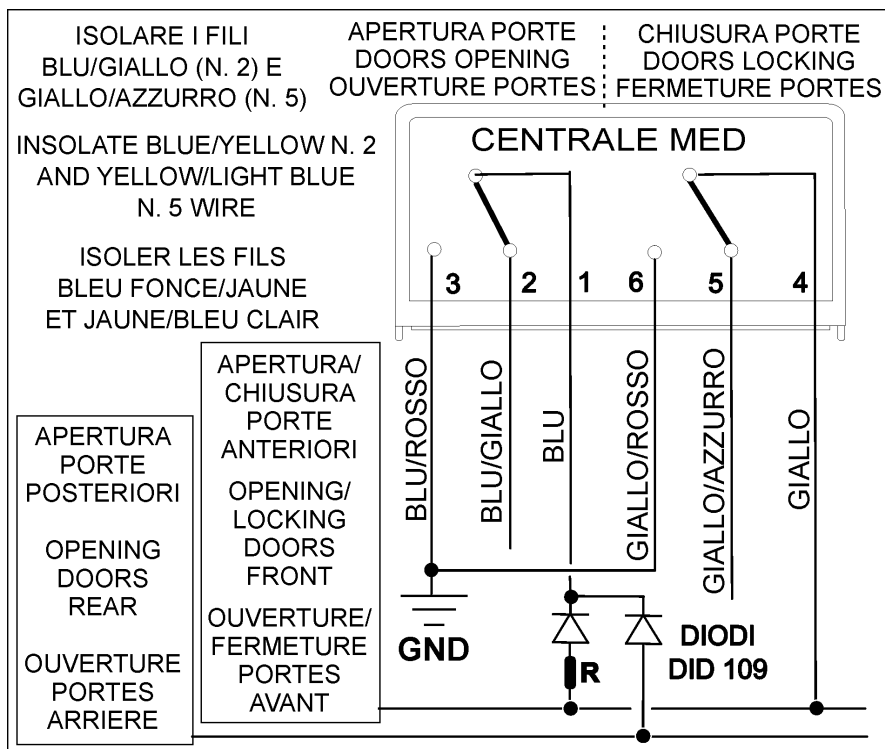 ISOLARE I FILI
BLU/GIALLO (N. 2) E
GIALLO/AZZURRO (N. 5)
INSOLATE BLUE/YELLOW N. 2
AND YELLOW/LIGHT BLUE
N. 5 WIRE
ISOLER LES FILS
BLEU FONCE/JAUNE
ET JAUNE/BLEU CLAIR
APERTURA PORTE
DOORS OPENING
OUVERTURE PORTES
CHIUSURA PORTE
DOORS LOCKING
FERMETURE PORTES
CENTRALE MED
3 2 1 6 5 4
BLU/ROSSO
BLU/GIALLO
BLU
GIALLO/ROSSO
GIALLO/AZZURRO
GIALLO
APERTURA/
CHIUSURA
PORTE
ANTERIORI
OPENING/
LOCKING
DOORS
FRONT
OUVERTURE/
FERMETURE
PORTES
AVANT
APERTURA
PORTE
POSTERIORI
OPENING
DOORS
REAR
OUVERTURE
PORTES
ARRIERE
GND
R
DIODI
DID 109